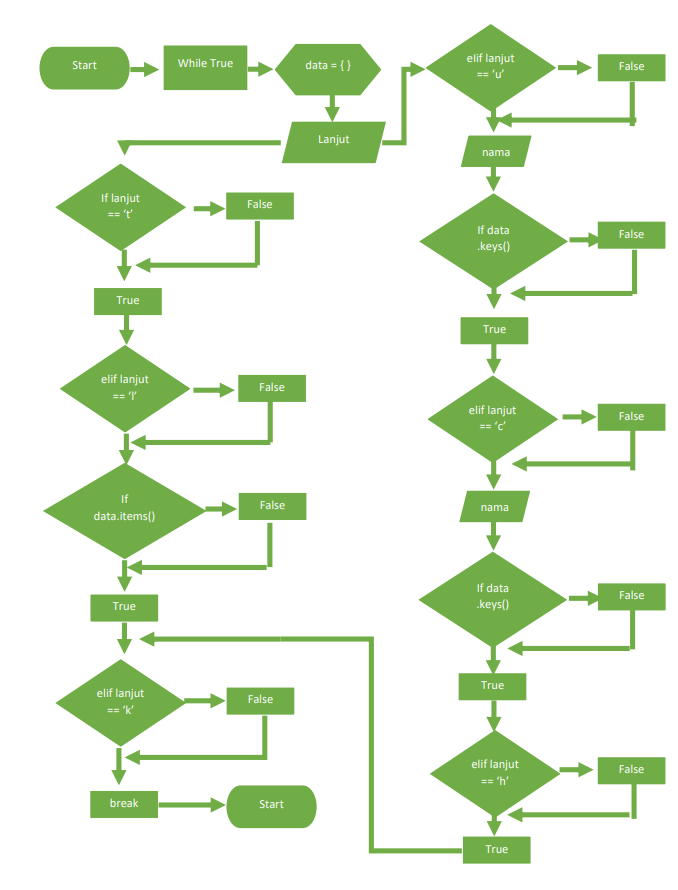 Start
While True
data = { }
Lanjut
If lanjut
== ‘t’
False
True
elif lanjut
== ‘l’
False
If
data.items()
False
True
elif lanjut
== ‘k’
False
break
Start
elif lanjut
== ‘u’
False
nama
If data
.keys()
False
True
elif lanjut
== ‘c’
False
nama
If data
.keys()
False
True
elif lanjut
== ‘h’
False
True